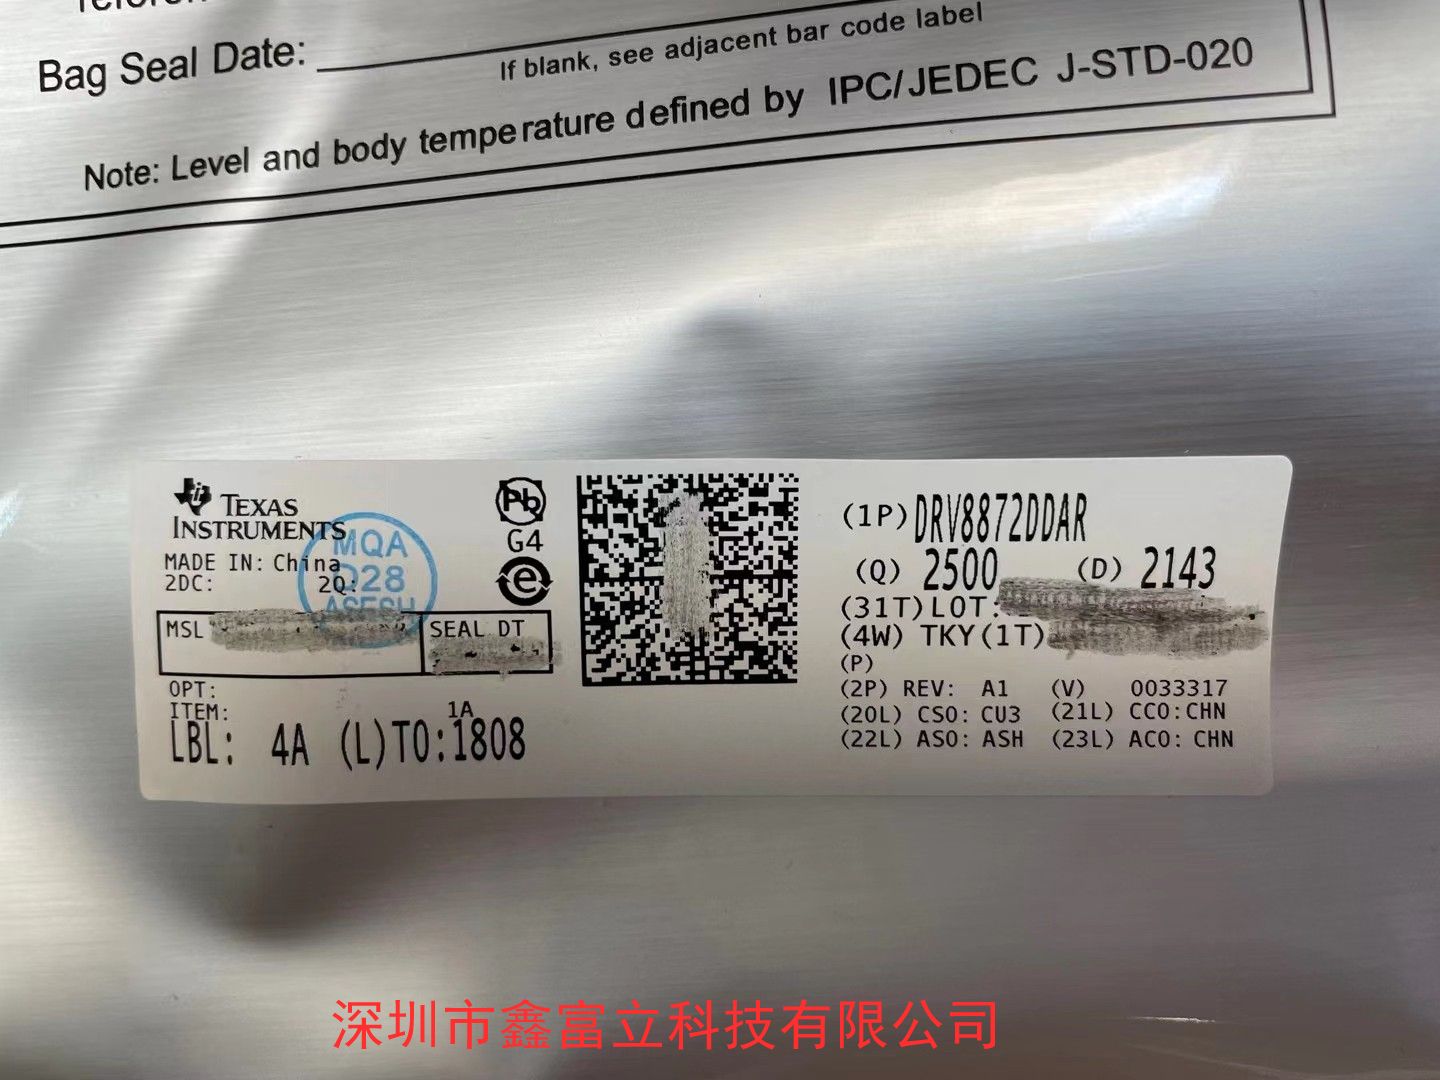 Bag Seal Date:
If blank, see adjacent bar code label
Note: Level and body temperature defined by IPC/JEDEC J-STD-020
TEXAS
INSTRUMENTS
MADE IN: China
2DC: 2Q:
MQA
D28
ASESH
Pb
G4
e
MSL
SEAL DT
OPT:
ITEM:
1A
LBL: 4A (L)TO:1808
(1P)DRV8872DDAR
(Q) 2500 (D) 2143
(31T)LOT:
(4W) TKY(1T)
(P)
(2P) REV: A1 (V) 0033317
(20L) CSO: CU3 (21L) CCO:CHN
(22L) ASO: ASH (23L) ACO: CHN
深圳市鑫富立科技有限公司